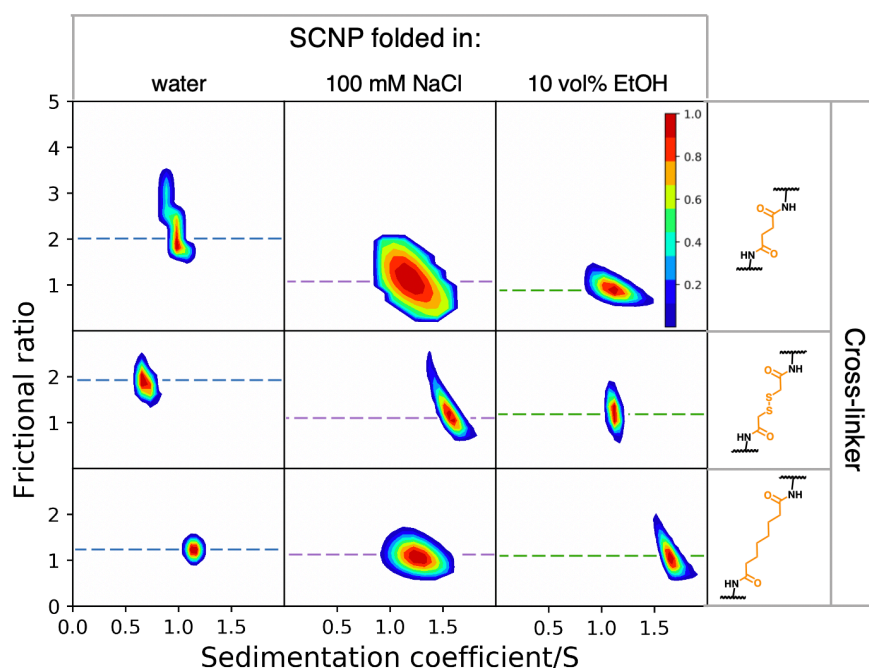 SCNP folded in:
water 100 mM NaCl 10 vol% EtOH
5
4
3
2
1
2
1
2
1
0
1.0
0.8
0.6
0.4
0.2
Frictional ratio
0.0 0.5 1.0 1.5 0.5 1.0 1.5 0.5 1.0 1.5
Sedimentation coefficient/S
Cross-linker
NH
O
O
HN
NH
O
S
S
O
HN
NH
O
O
HN